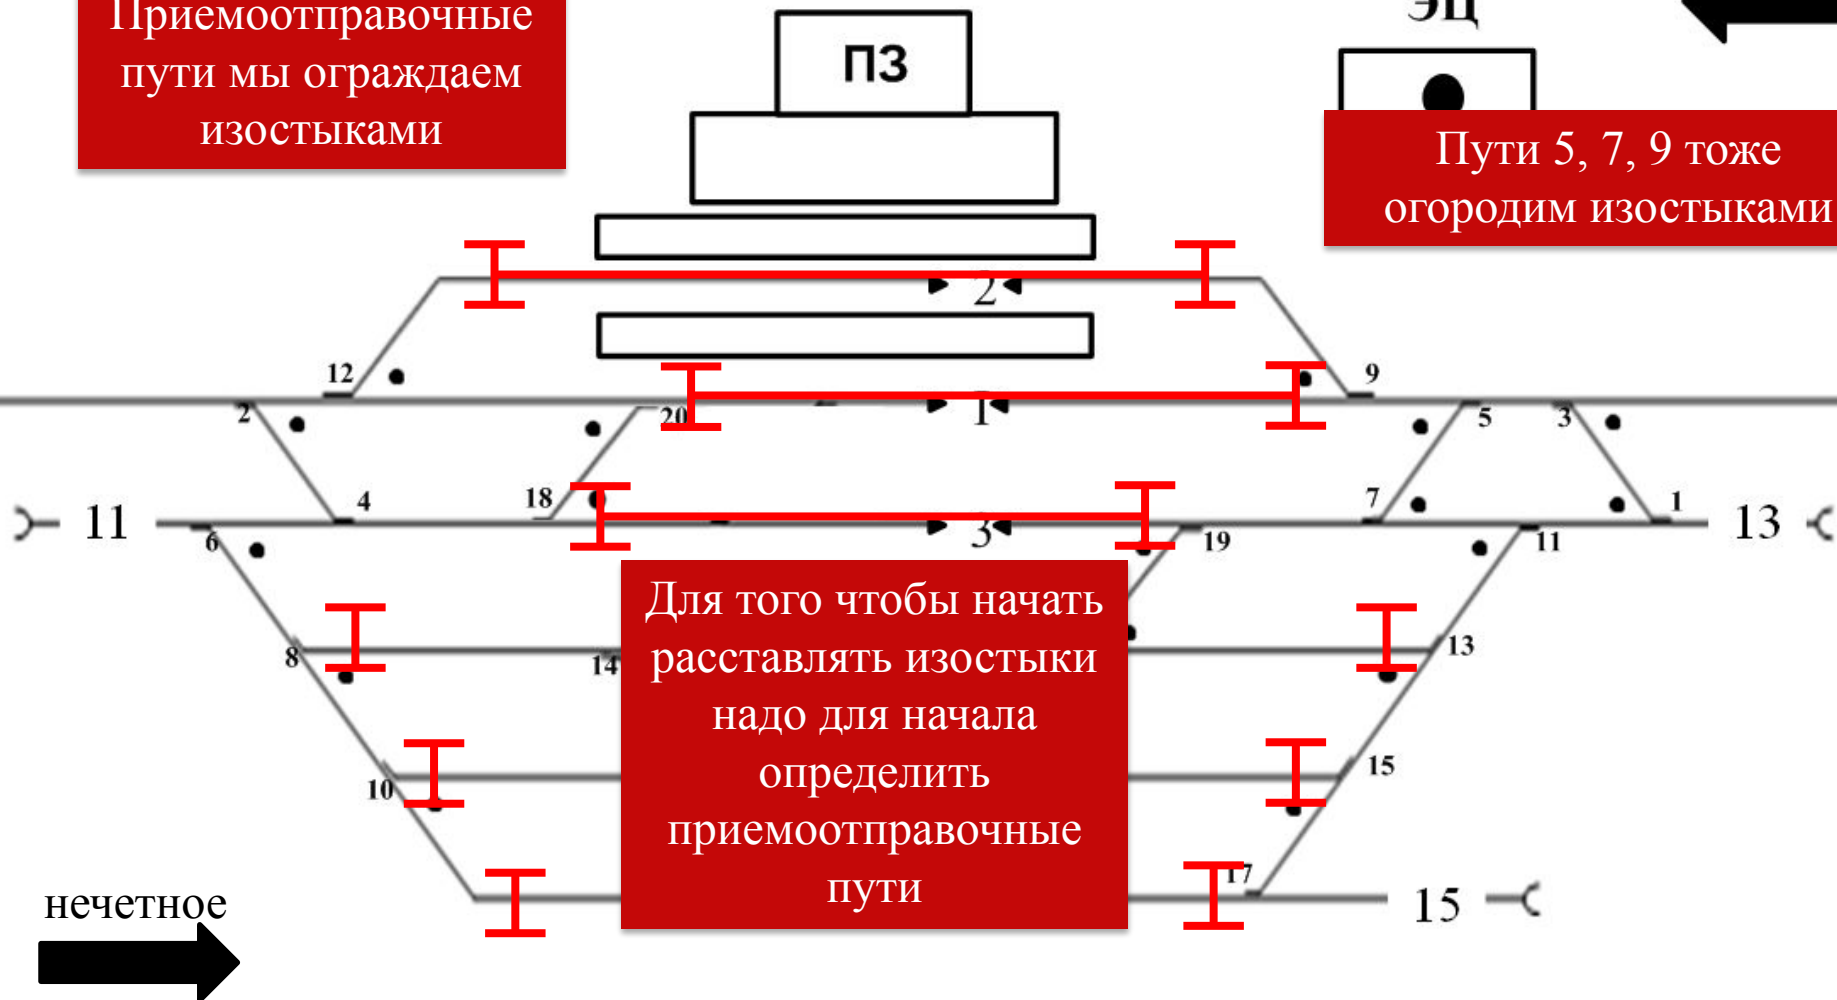 Приемоотправочные
пути мы ограждаем
изостыками
ПЗ
ЭЦ
Пути 5, 7, 9 тоже
огородим изостыками
2
12
9
2
20
1
5
3
4
18
7
1
11
3
13
6
19
11
Для того чтобы начать
расставлять изостыки
надо для начала
определить
приемоотправочные
пути
8
14
13
10
15
17
15
нечетное